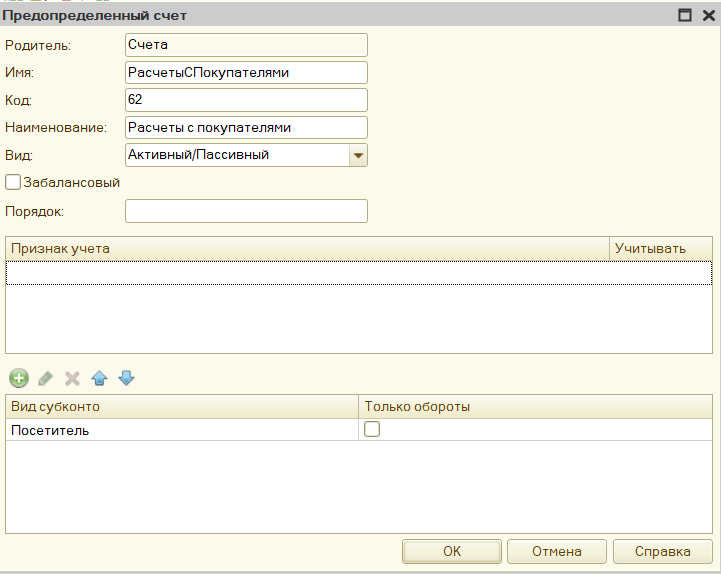 Предопределенный счет
Родитель: Счета
Имя: РасчетыСПокупателями
Код: 62
Наименование: Расчеты с покупателями
Вид: Активный/Пассивный
Забалансовый
Порядок:
Признак учета Учитывать
Вид субконто Только обороты
Посетитель
OK Отмена Справка